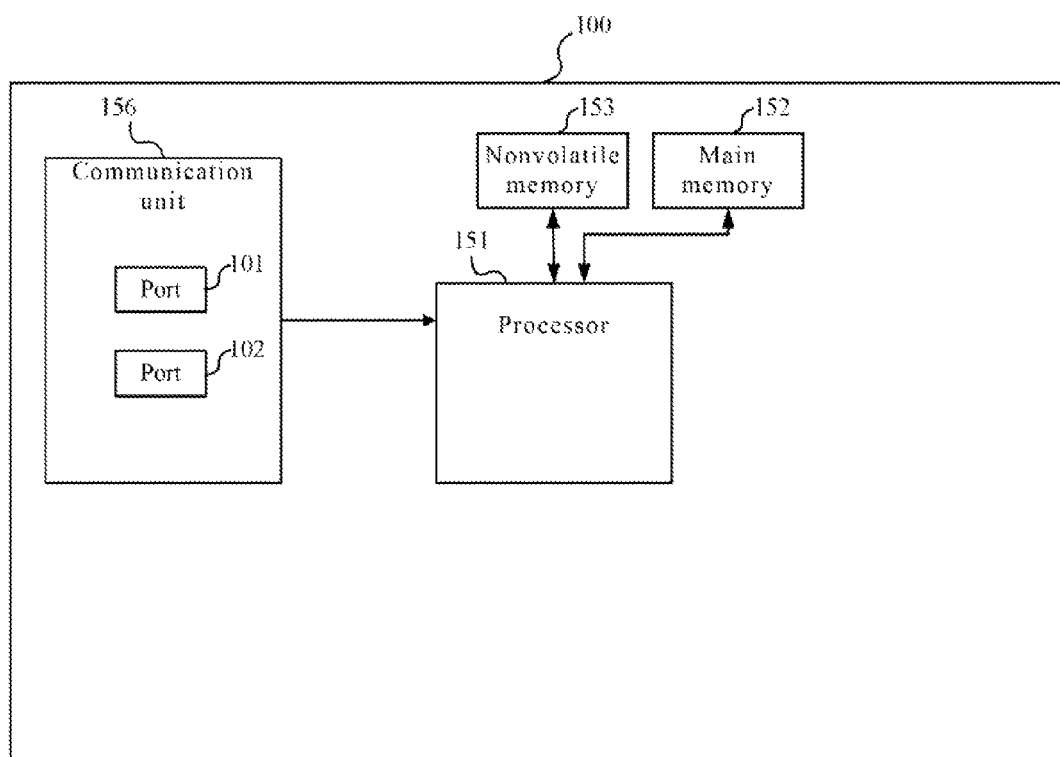 100
156
153
152
Communication
unit
Nonvolatile
memory
Main
memory
151
101
Port
Processor
102
Port